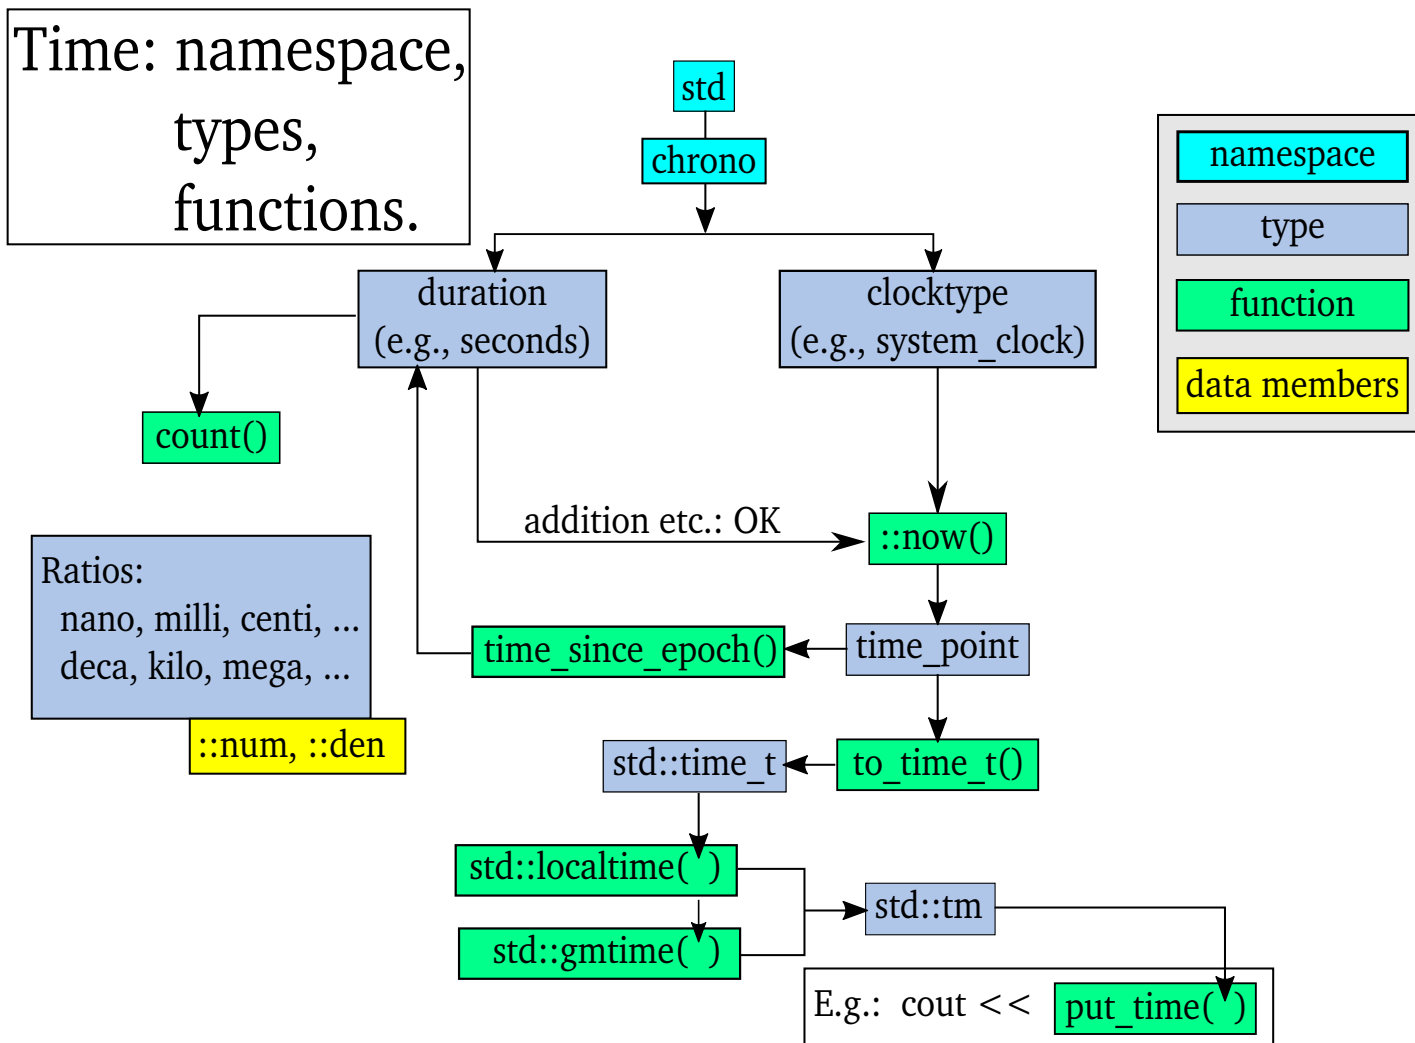 Time: namespace,
types,
functions.
std
chrono
namespace
type
function
data members
duration
(e.g., seconds)
clocktype
(e.g., system_clock)
count()
addition etc.: OK
::now()
Ratios:
nano, milli, centi, ...
deca, kilo, mega, ...
::num, ::den
time_since_epoch()
time_point
std::time_t
to_time_t()
std::localtime( )
std::gmtime( )
std::tm
E.g.: cout << put_time( )